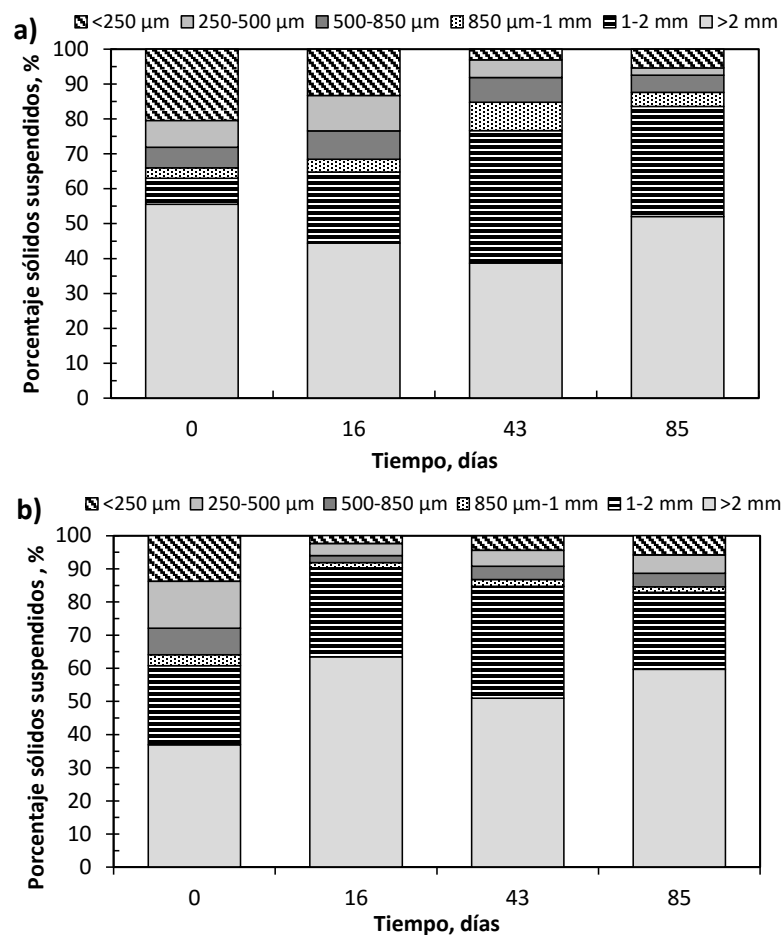 a) <250 µm 250-500 µm 500-850 µm 850 µm-1 mm 1-2 mm >2 mm
Porcentaje sólidos suspendidos, %
100
90
80
70
60
50
40
30
20
10
0
0 16 43 85
Tiempo, días
b) <250 µm 250-500 µm 500-850 µm 850 µm-1 mm 1-2 mm >2 mm
Porcentaje sólidos suspendidos , %
100
90
80
70
60
50
40
30
20
10
0
0 16 43 85
Tiempo, días